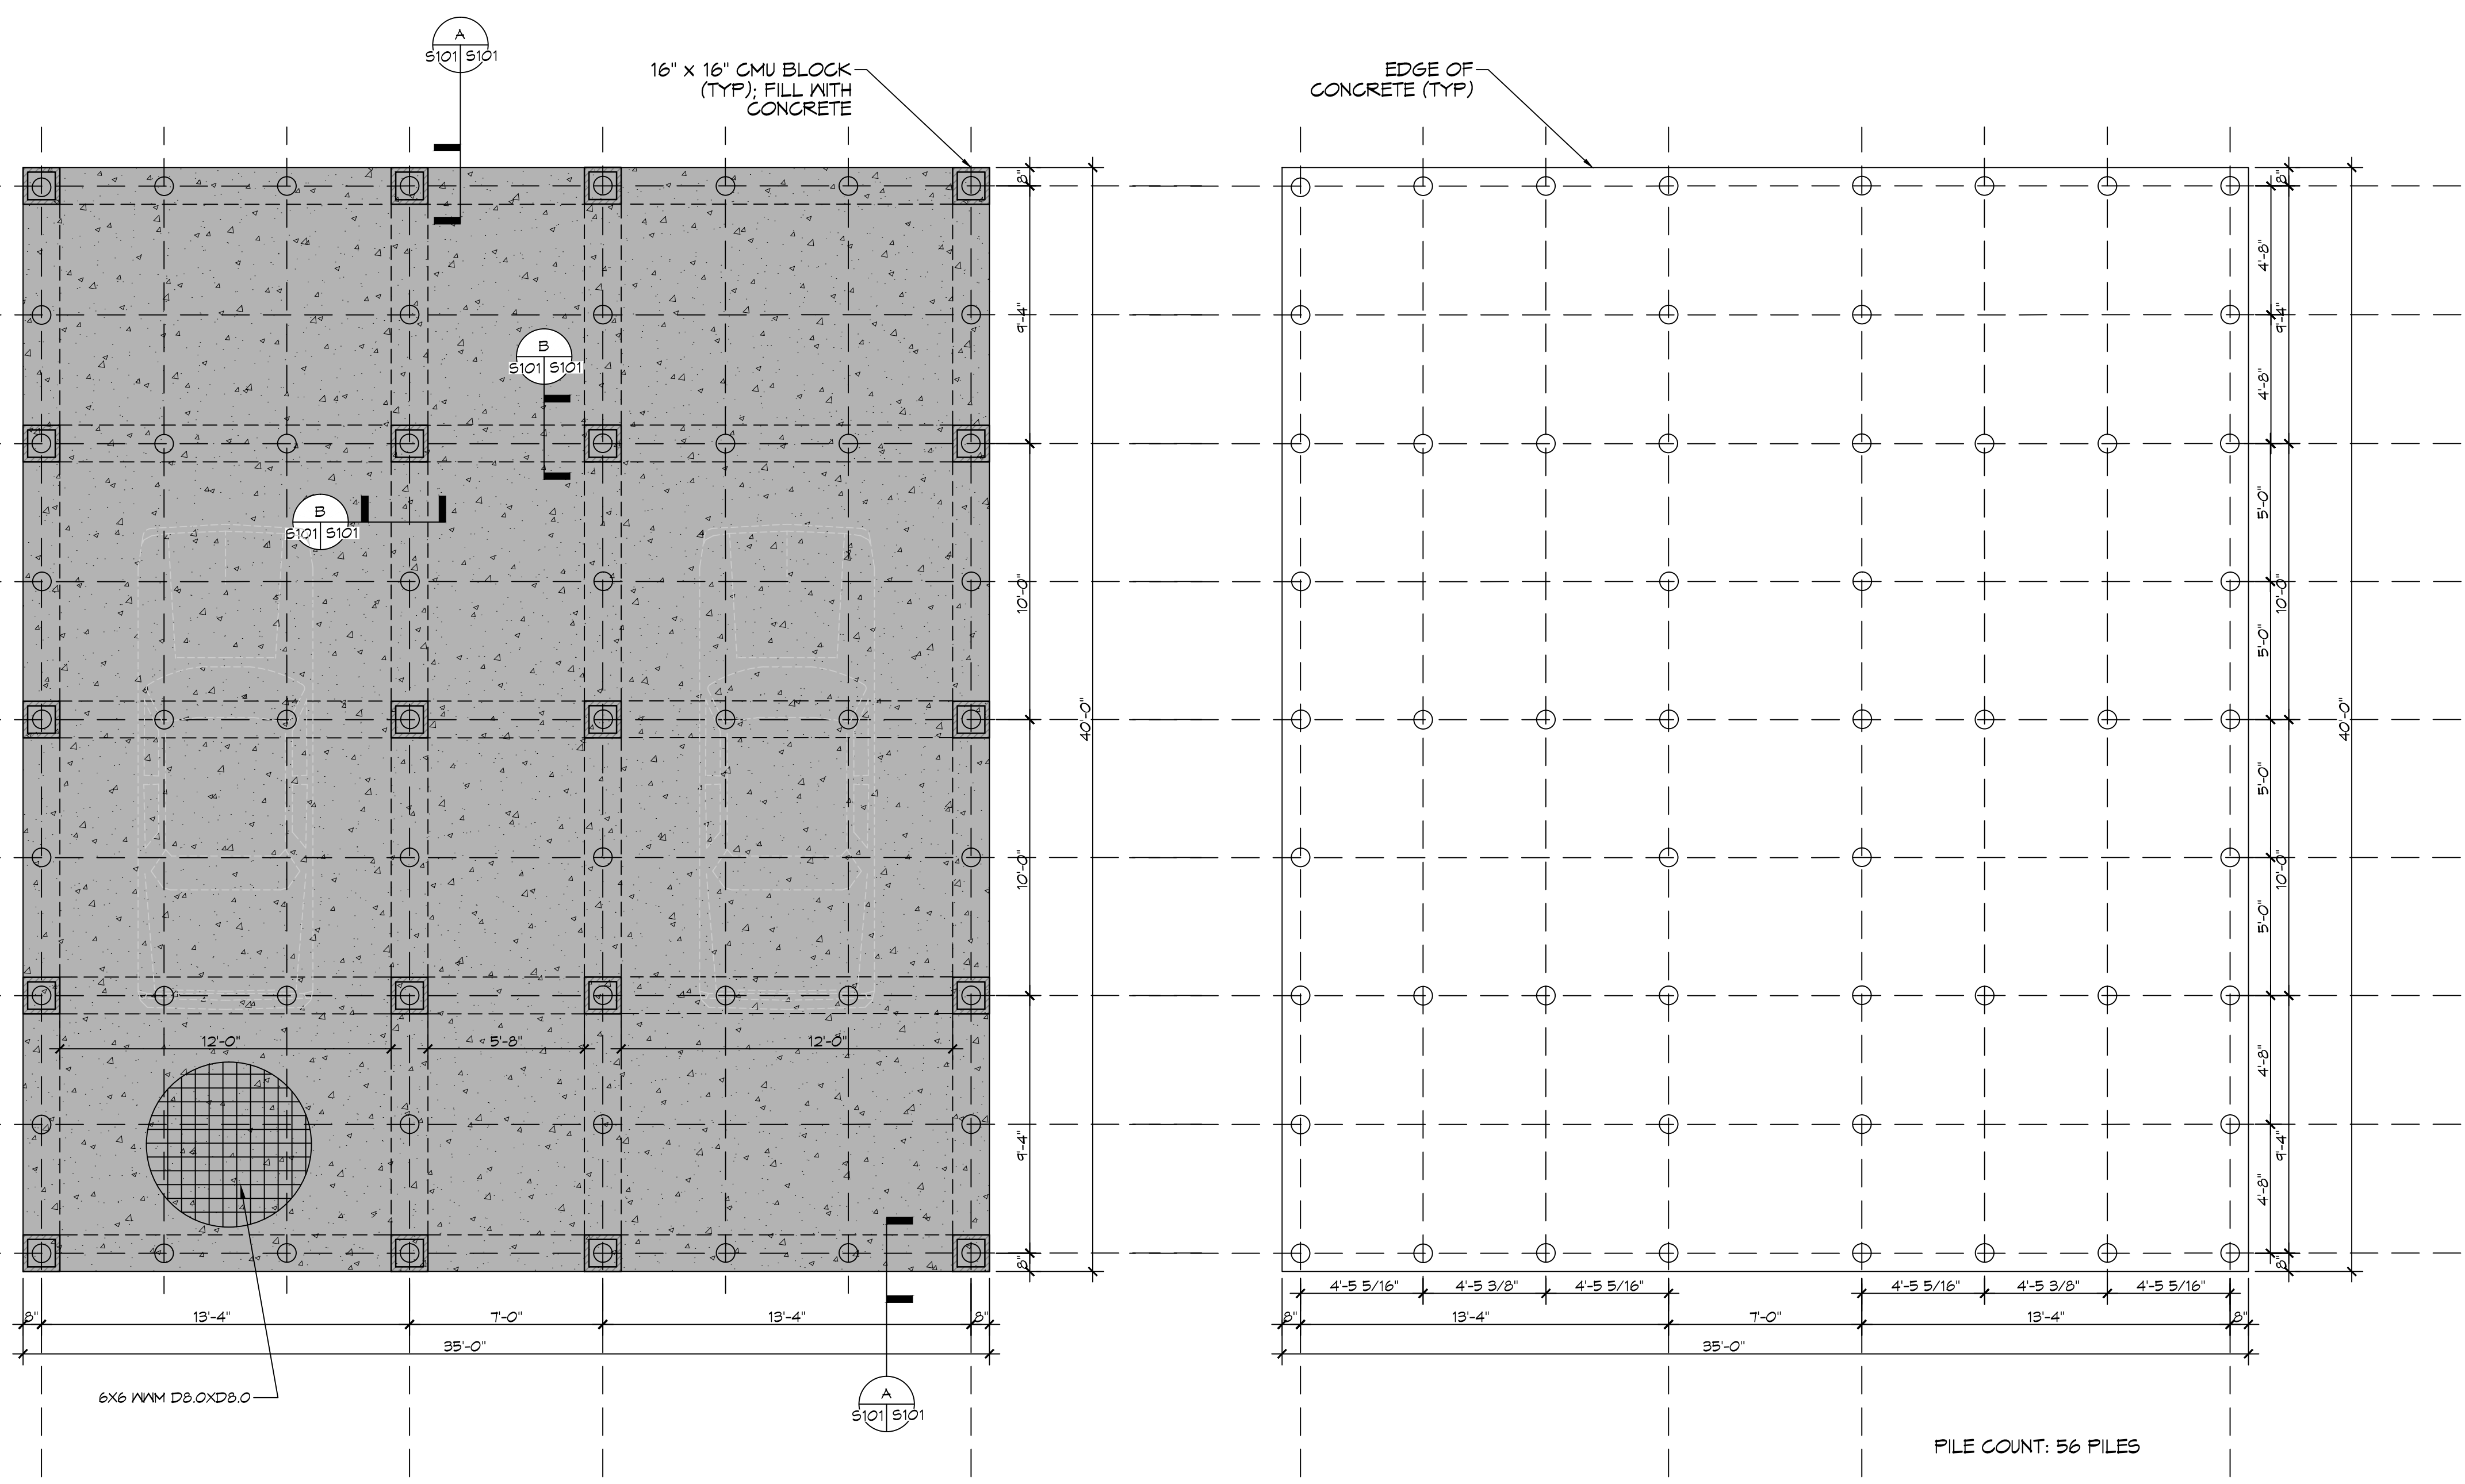 A
S101 S101
16" x 16" CMU BLOCK
(TYP); FILL WITH
CONCRETE
EDGE OF
CONCRETE (TYP)
8"
9'-4"
10'-0"
10'-0"
9'-4"
8"
40'-0"
B
S101 S101
B
S101 S101
12'-0"
5'-8"
12'-0"
8"
13'-4"
7'-0"
13'-4"
8"
35'-0"
6X6 WWM D8.0XD8.0
A
S101 S101
8"
4'-8"
9'-4"
4'-8"
5'-0"
10'-0"
5'-0"
5'-0"
10'-0"
5'-0"
4'-8"
9'-4"
4'-8"
8"
40'-0"
4'-5 5/16"
4'-5 3/8"
4'-5 5/16"
4'-5 5/16"
4'-5 3/8"
4'-5 5/16"
8"
13'-4"
7'-0"
13'-4"
8"
35'-0"
PILE COUNT: 56 PILES